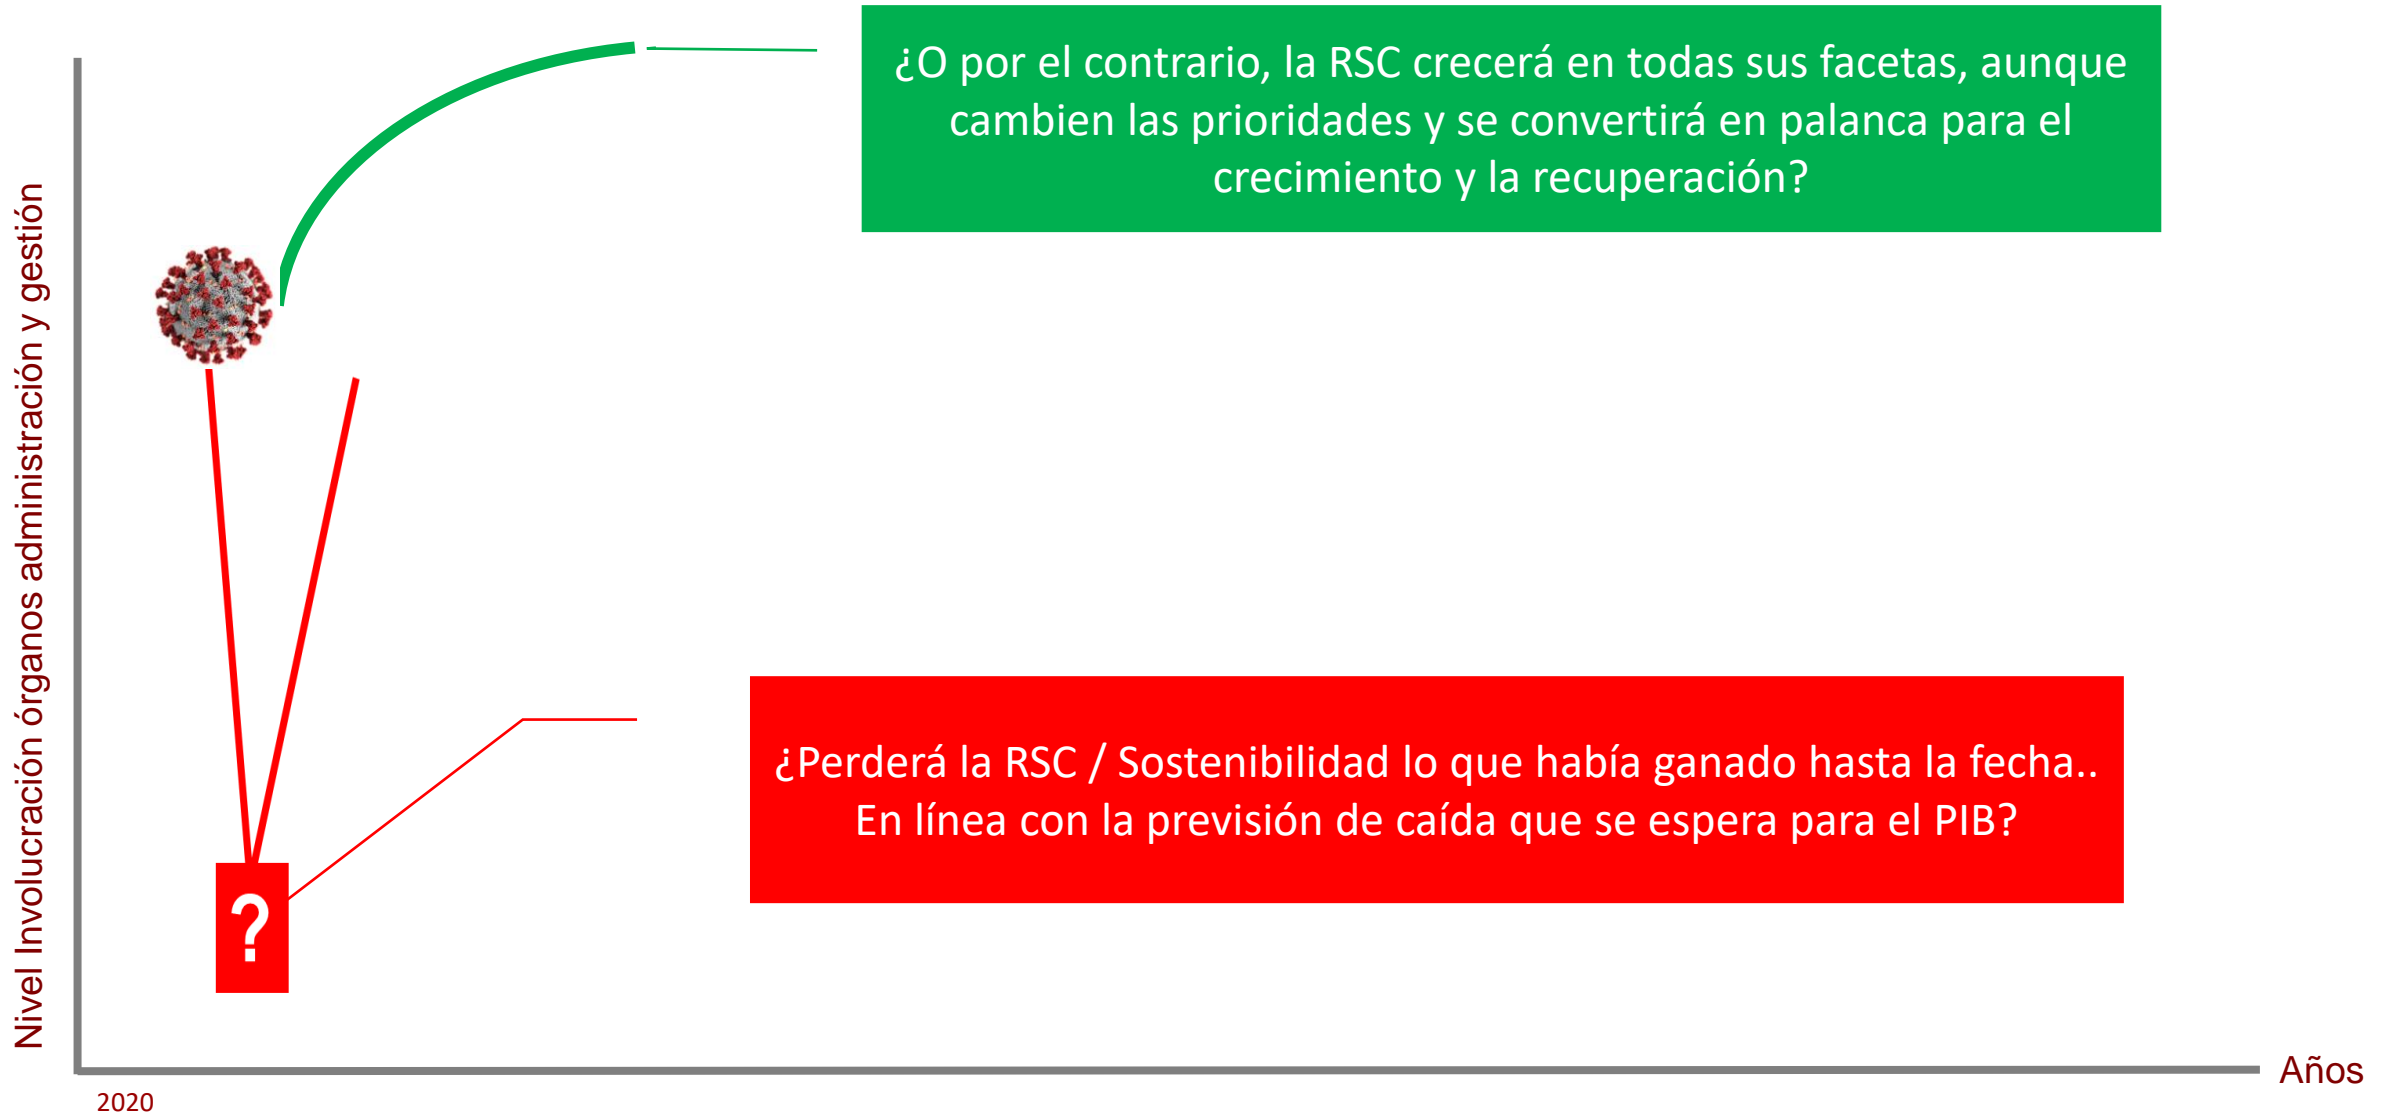 ¿O por el contrario, la RSC crecerá en todas sus facetas, aunque
cambien las prioridades y se convertirá en palanca para el
crecimiento y la recuperación?
Nivel Involucración órganos administración y gestión
¿Perderá la RSC / Sostenibilidad lo que había ganado hasta la fecha..
En línea con la previsión de caída que se espera para el PIB?
?
Años
2020